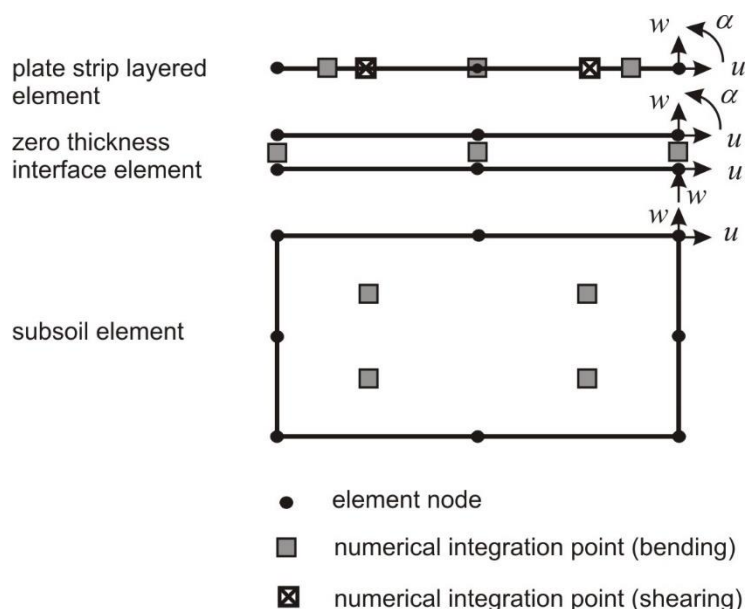 w α
plate strip layered
element
u
w α
zero thickness
interface element
u
u
w
w
u
subsoil element
element node
numerical integration point (bending)
numerical integration point (shearing)